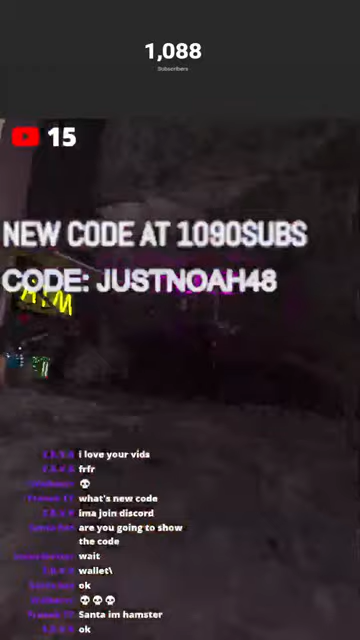 1,088
Subscribers
15
NEW CODE AT 1090SUBS
CODE: JUSTNOAH48
i love your vids
frfr
💀
what's new code
ima join discord
are you going to show
the code
wait
wallet\
ok
💀💀💀
Santa im hamster
ok